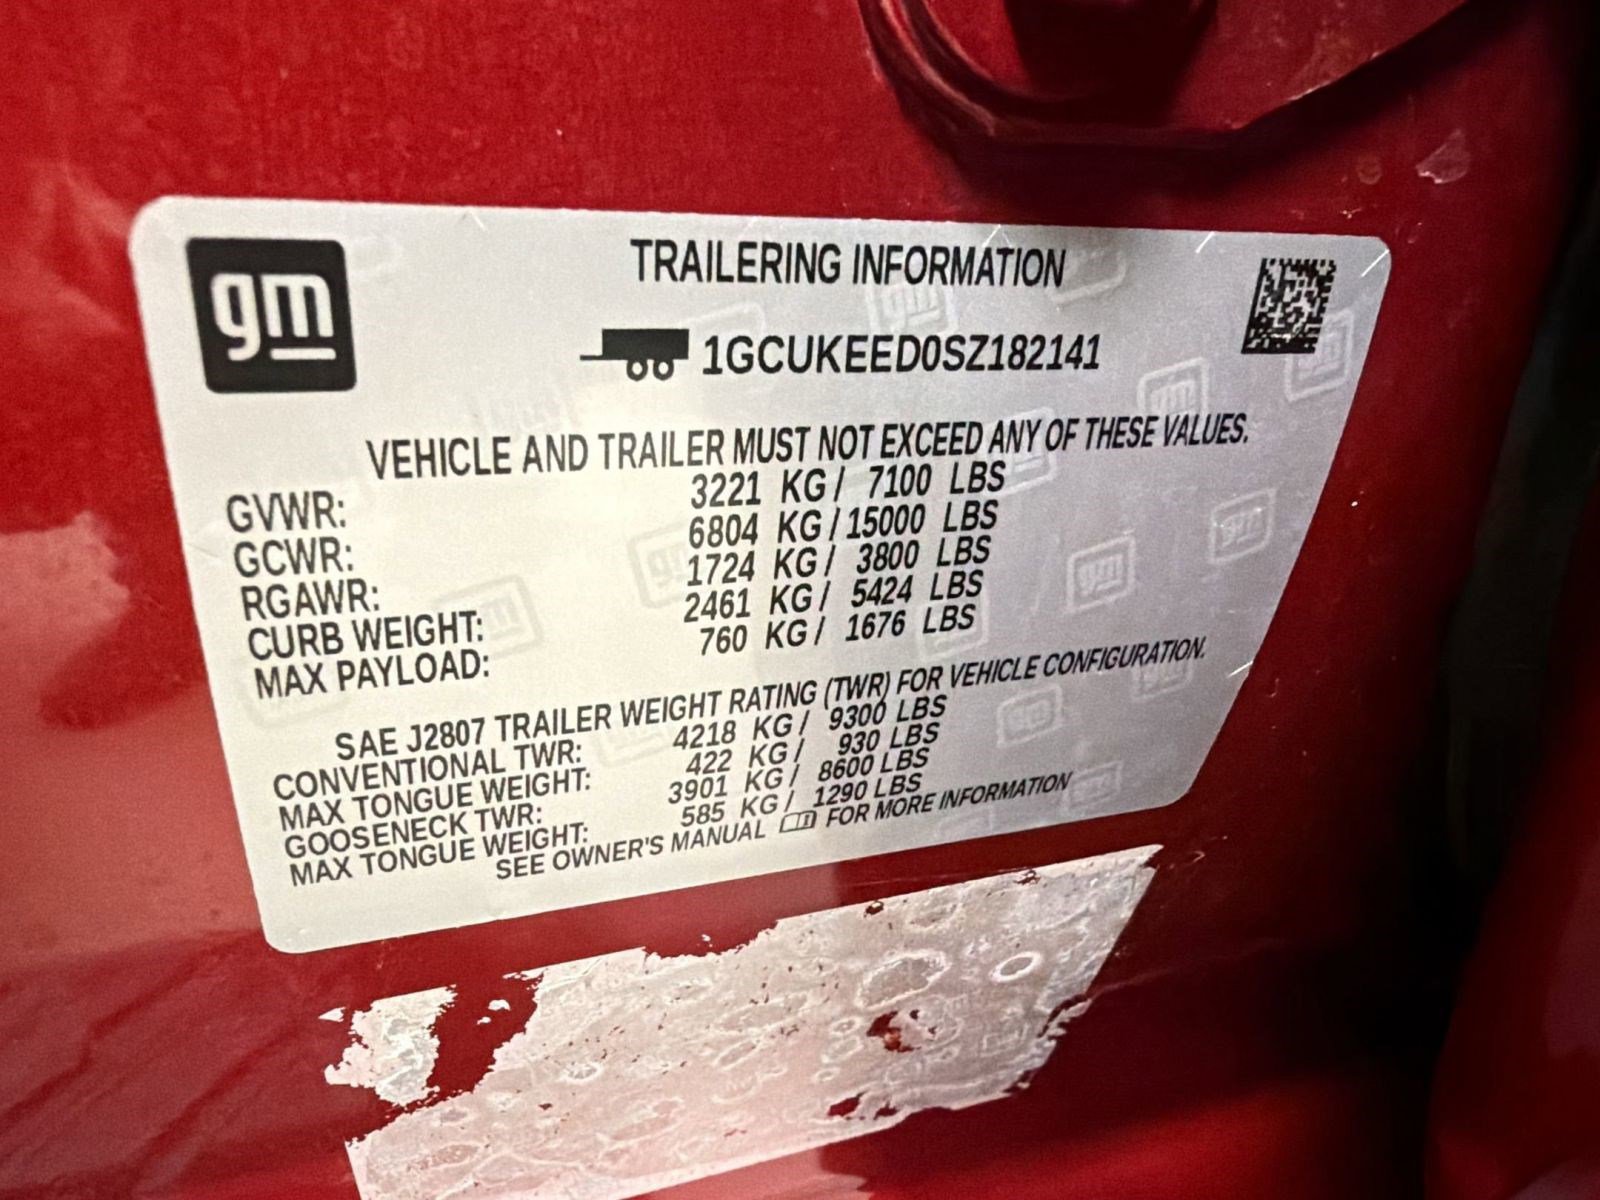 gm
TRAILERING INFORMATION
1GCUKEED0SZ182141
VEHICLE AND TRAILER MUST NOT EXCEED ANY OF THESE VALUES.
GVWR: 3221 KG / 7100 LBS
GCWR: 6804 KG / 15000 LBS
RGAWR: 1724 KG / 3800 LBS
CURB WEIGHT: 2461 KG / 5424 LBS
MAX PAYLOAD: 760 KG / 1676 LBS
SAE J2807 TRAILER WEIGHT RATING (TWR) FOR VEHICLE CONFIGURATION.
CONVENTIONAL TWR: 4218 KG / 9300 LBS
MAX TONGUE WEIGHT: 422 KG / 930 LBS
GOOSENECK TWR: 3901 KG / 8600 LBS
MAX TONGUE WEIGHT: 585 KG / 1290 LBS
SEE OWNER'S MANUAL FOR MORE INFORMATION